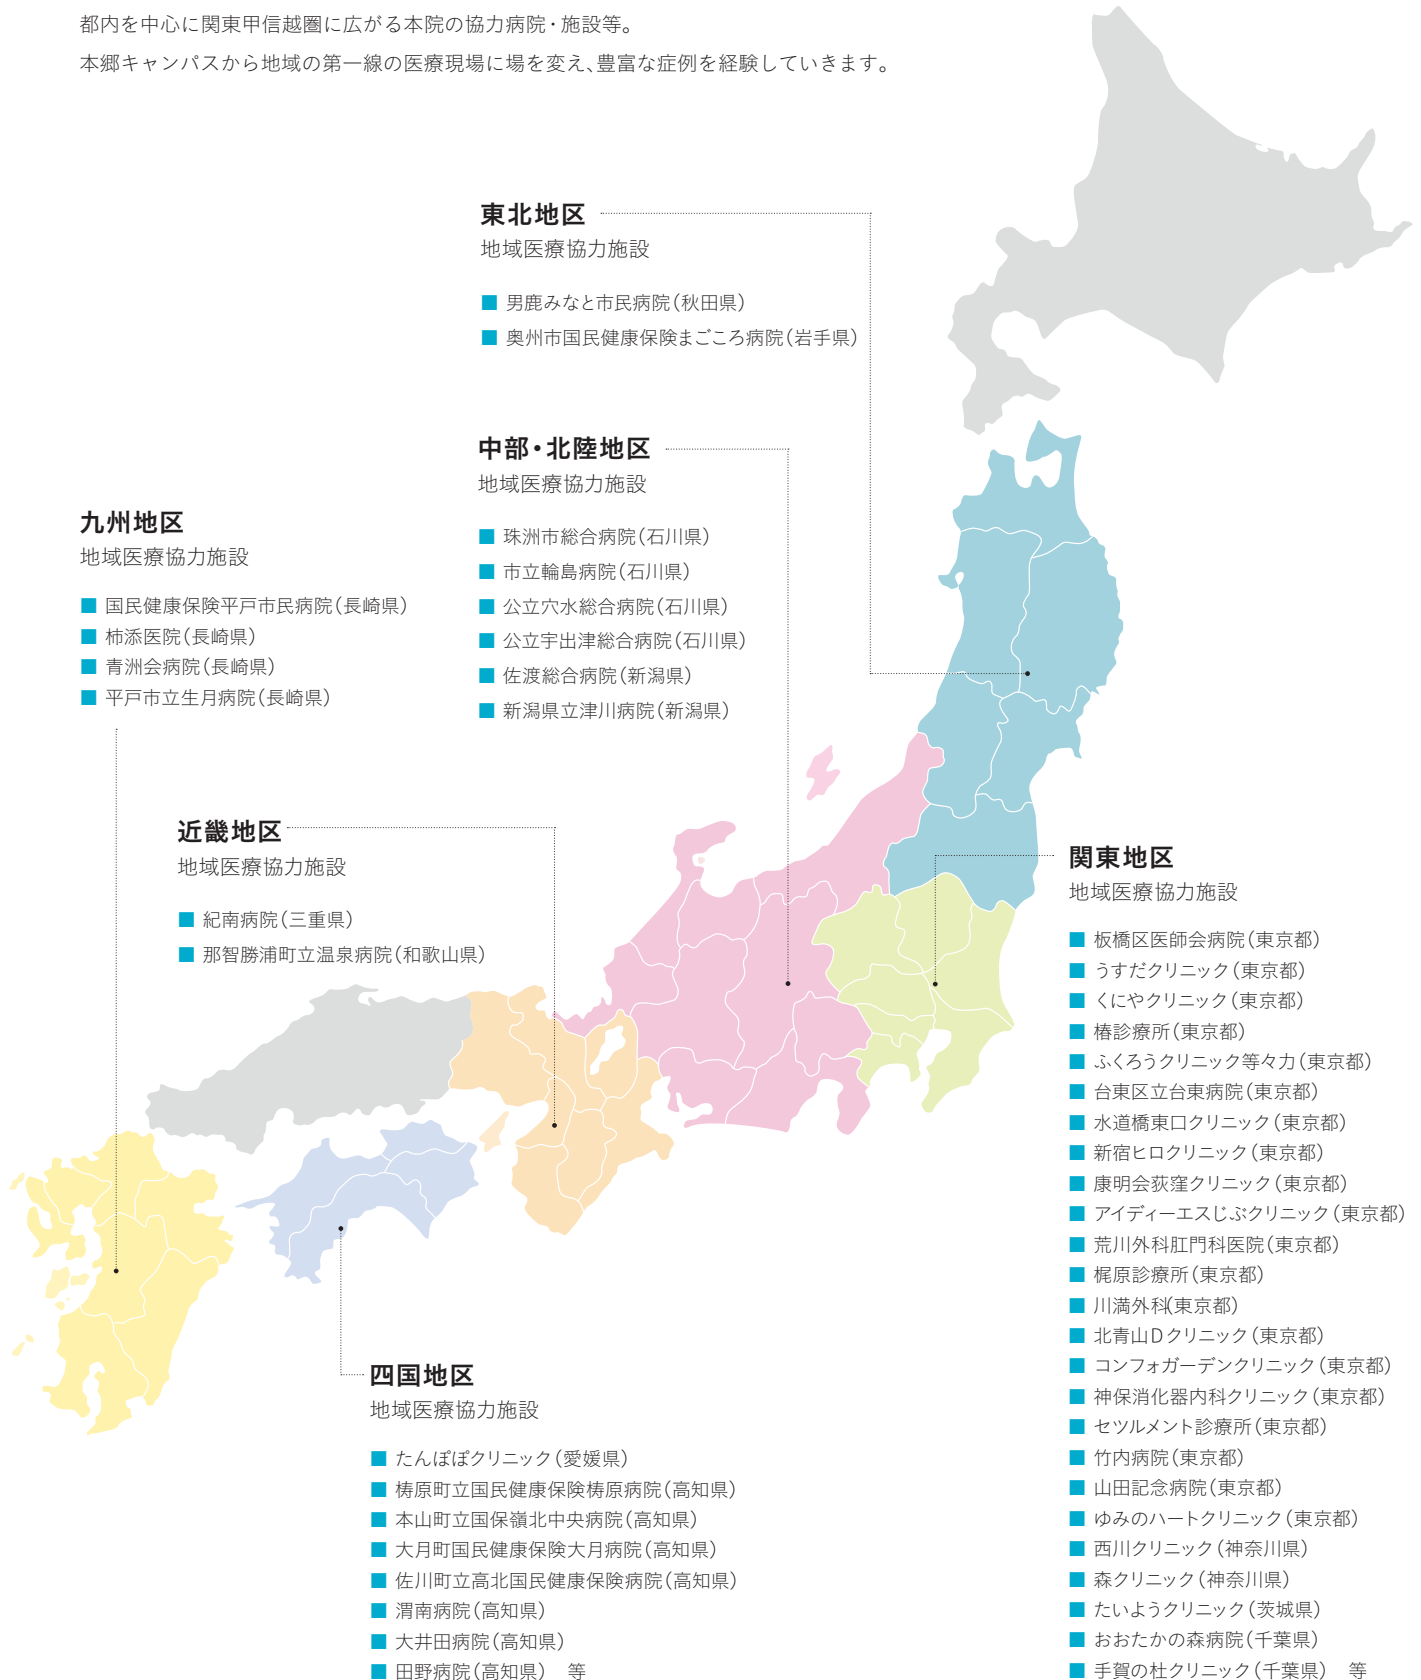 都内を中心に関東甲信越圏に広がる本院の協力病院・施設等。
本郷キャンパスから地域の第一線の医療現場に場を変え、豊富な症例を経験していきます。
東北地区
地域医療協力施設
■ 男鹿みなと市民病院(秋田県)
■ 奥州市国民健康保険まごころ病院(岩手県)
中部・北陸地区
地域医療協力施設
■ 珠洲市総合病院(石川県)
■ 市立輪島病院(石川県)
■ 公立穴水総合病院(石川県)
■ 公立宇出津総合病院(石川県)
■ 佐渡総合病院(新潟県)
■ 新潟県立津川病院(新潟県)
九州地区
地域医療協力施設
■ 国民健康保険平戸市民病院(長崎県)
■ 柿添医院(長崎県)
■ 青洲会病院(長崎県)
■ 平戸市立生月病院(長崎県)
近畿地区
地域医療協力施設
■ 紀南病院(三重県)
■ 那智勝浦町立温泉病院(和歌山県)
関東地区
地域医療協力施設
■ 板橋区医師会病院(東京都)
■ うすだクリニック(東京都)
■ くにやクリニック(東京都)
■ 椿診療所(東京都)
■ ふくろうクリニック等々力(東京都)
■ 台東区立台東病院(東京都)
■ 水道橋東口クリニック(東京都)
■ 新宿ヒロクリニック(東京都)
■ 康明会荻窪クリニック(東京都)
■ アイディーエスじぶクリニック(東京都)
■ 荒川外科肛門科医院(東京都)
■ 梶原診療所(東京都)
■ 川満外科(東京都)
■ 北青山Dクリニック(東京都)
■ コンフォガーデンクリニック(東京都)
■ 神保消化器内科クリニック(東京都)
■ セツルメント診療所(東京都)
■ 竹内病院(東京都)
■ 山田記念病院(東京都)
■ ゆみのハートクリニック(東京都)
■ 西川クリニック(神奈川県)
■ 森クリニック(神奈川県)
■ たいようクリニック(茨城県)
■ おおたかの森病院(千葉県)
■ 手賀の杜クリニック(千葉県) 等
四国地区
地域医療協力施設
■ たんぽぽクリニック(愛媛県)
■ 梼原町立国民健康保険梼原病院(高知県)
■ 本山町立国保嶺北中央病院(高知県)
■ 大月町国民健康保険大月病院(高知県)
■ 佐川町立高北国民健康保険病院(高知県)
■ 渭南病院(高知県)
■ 大井田病院(高知県)
■ 田野病院(高知県) 等